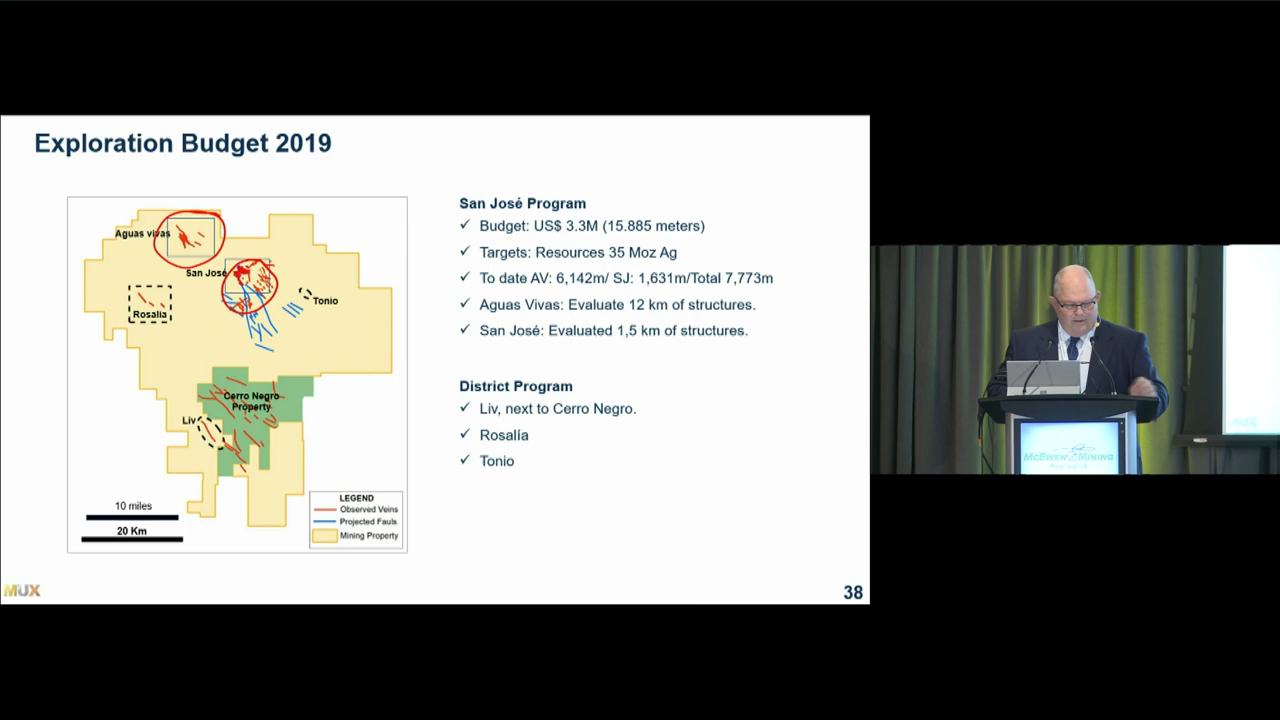 Exploration Budget 2019
Aguas vivas
San José
Rosalía
Tonio
Cerro Negro
Property
Liv
10 miles
20 Km
LEGEND
Observed Veins
Projected Fauls
Mining Property
San José Program
✓ Budget: US$ 3.3M (15.885 meters)
✓ Targets: Resources 35 Moz Ag
✓ To date AV: 6,142m/ SJ: 1,631m/Total 7,773m
✓ Aguas Vivas: Evaluate 12 km of structures.
✓ San José: Evaluated 1,5 km of structures.
District Program
✓ Liv, next to Cerro Negro.
✓ Rosalía
✓ Tonio
MUX
38
McEWEN MINING
MUX